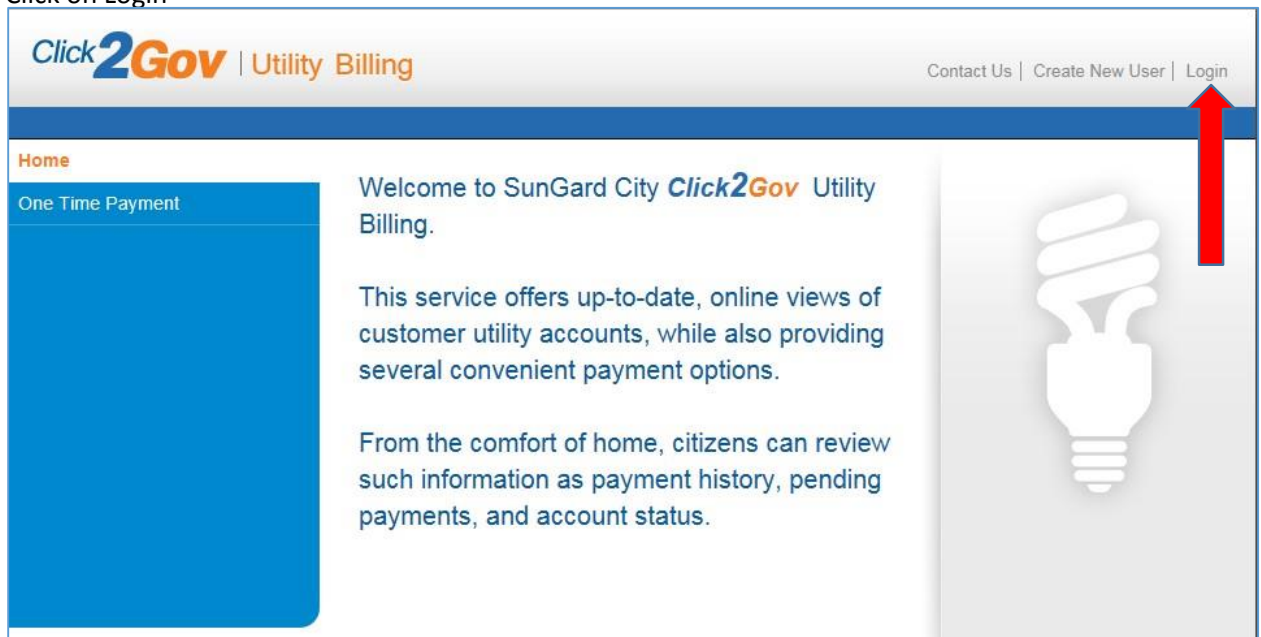 Click on Login
Click2Gov | Utility Billing
Contact Us | Create New User | Login
Home
One Time Payment
Welcome to SunGard City Click2Gov Utility
Billing.
This service offers up-to-date, online views of
customer utility accounts, while also providing
several convenient payment options.
From the comfort of home, citizens can review
such information as payment history, pending
payments, and account status.